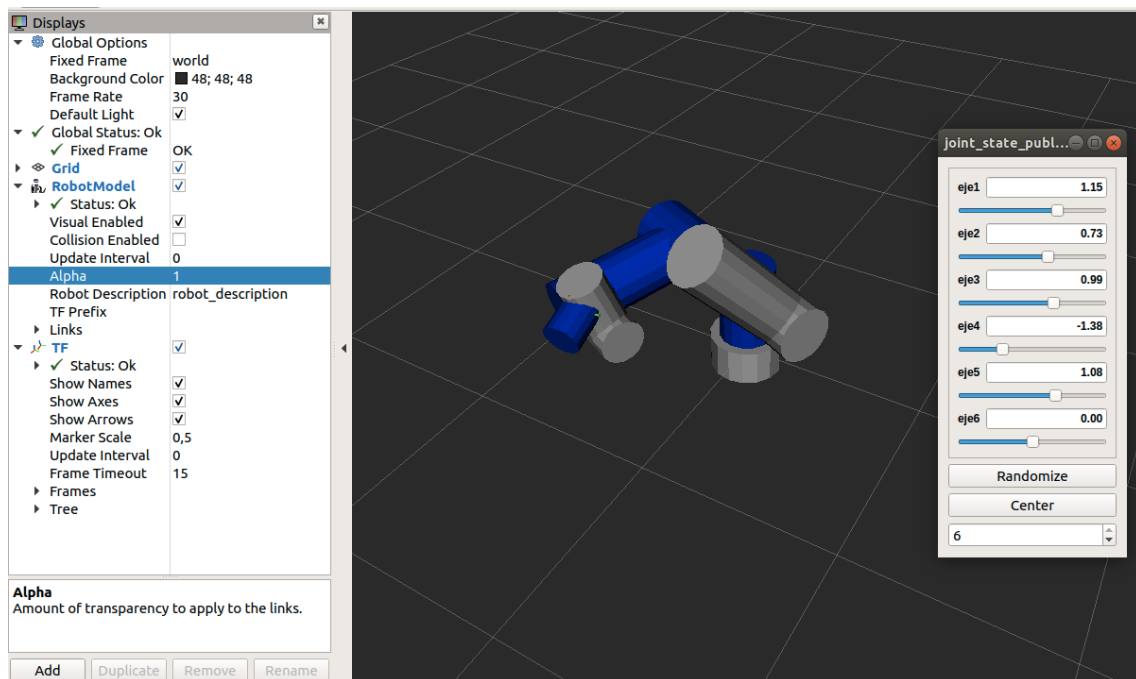 Displays
Global Options
Fixed Frame world
Background Color 48; 48; 48
Frame Rate 30
Default Light
Global Status: Ok
Fixed Frame OK
Grid
RobotModel
Status: Ok
Visual Enabled
Collision Enabled
Update Interval 0
Alpha 1
Robot Description robot_description
TF Prefix
Links
TF
Status: Ok
Show Names
Show Axes
Show Arrows
Marker Scale 0,5
Update Interval 0
Frame Timeout 15
Frames
Tree
Alpha
Amount of transparency to apply to the links.
Add Duplicate Remove Rename
joint_state_publ...
eje1 1.15
eje2 0.73
eje3 0.99
eje4 -1.38
eje5 1.08
eje6 0.00
Randomize
Center
6